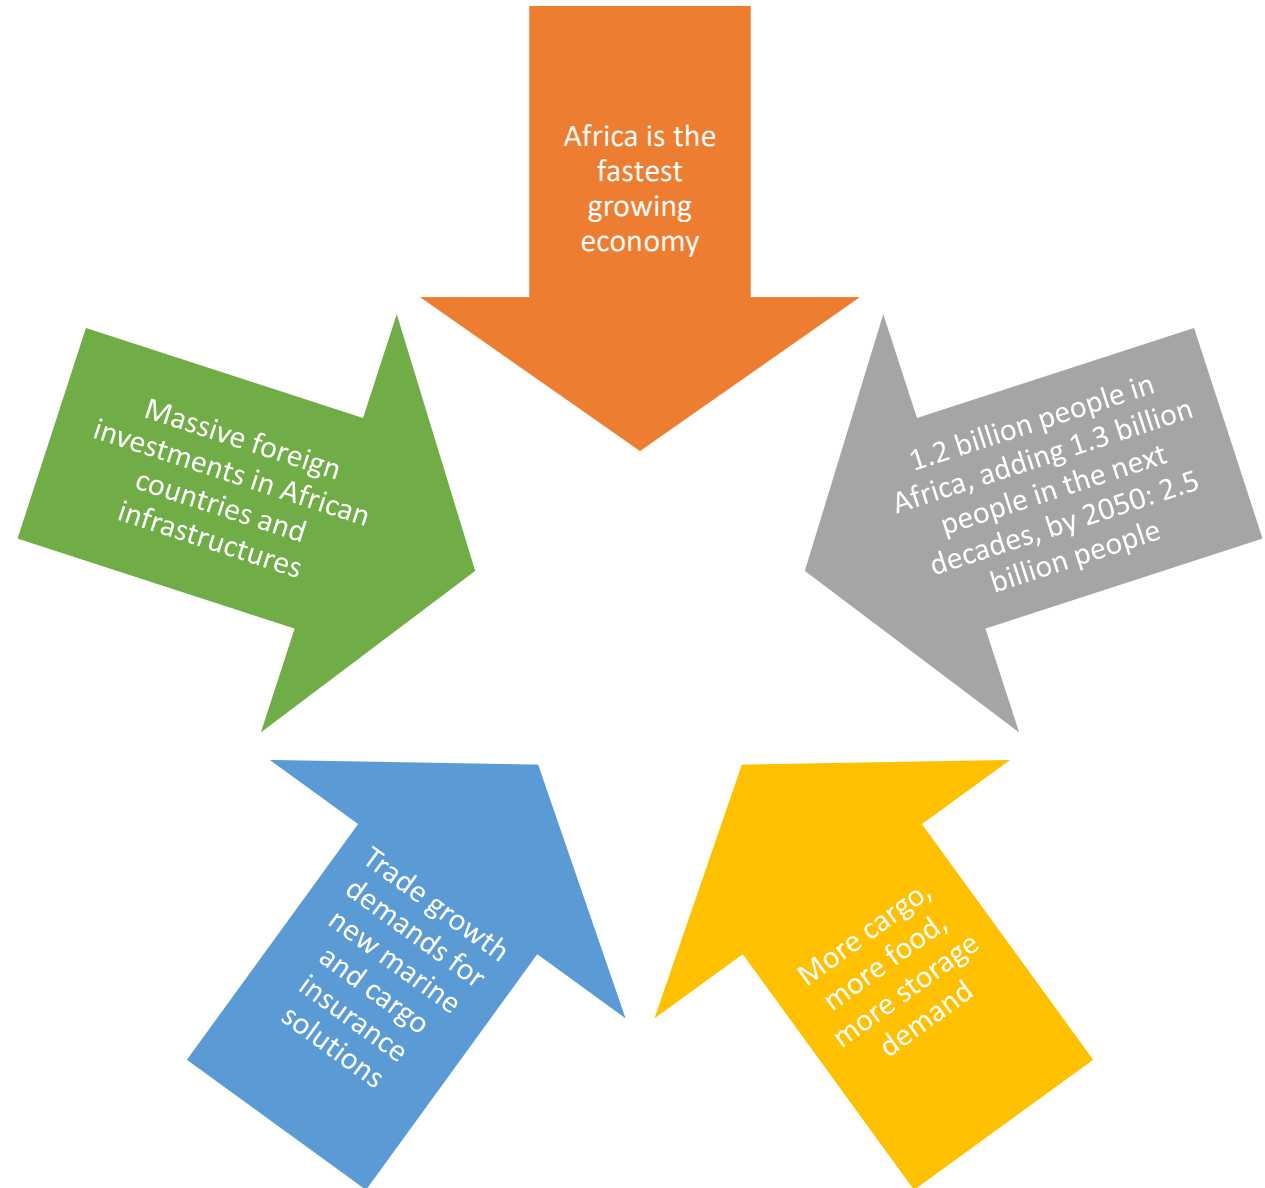 Africa is the
fastest
growing
economy
1.2 billion people in
Africa, adding 1.3 billion
people in the next
decades, by 2050: 2.5
billion people
More cargo,
more food,
more storage
demand
Trade growth
demands for
new marine
and cargo
insurance
solutions
Massive foreign
investments in African
countries and
infrastructures